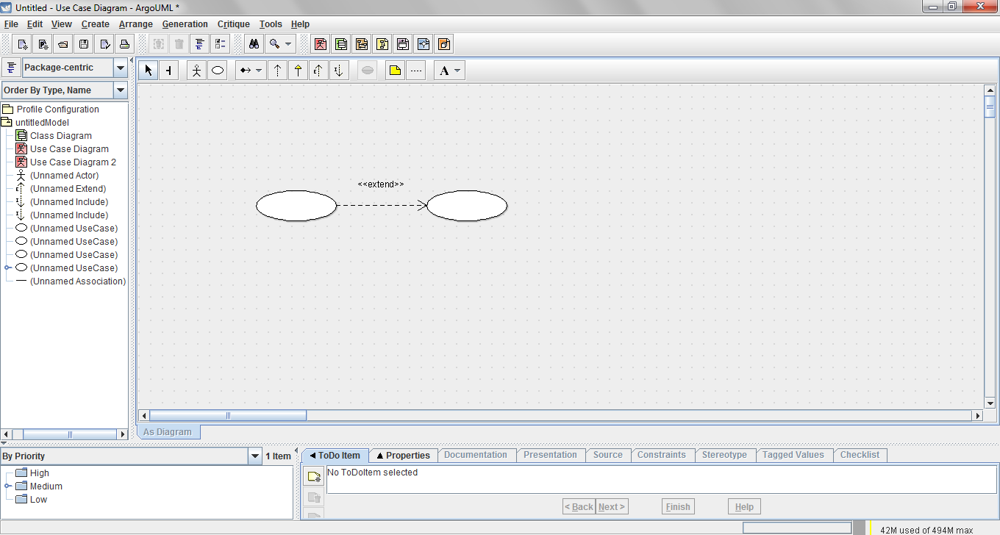 Untitled - Use Case Diagram - ArgoUML *
File Edit View Create Arrange Generation Critique Tools Help
Package-centric
Order By Type, Name
Profile Configuration
untitledModel
Class Diagram
Use Case Diagram
Use Case Diagram 2
(Unnamed Actor)
(Unnamed Extend)
(Unnamed Include)
(Unnamed Include)
(Unnamed UseCase)
(Unnamed UseCase)
(Unnamed UseCase)
(Unnamed UseCase)
(Unnamed Association)
A
<<extend>>
As Diagram
By Priority
1 Item
High
Medium
Low
ToDo Item Properties Documentation Presentation Source Constraints Stereotype Tagged Values Checklist
No ToDoItem selected
< Back Next > Finish Help
42M used of 494M max